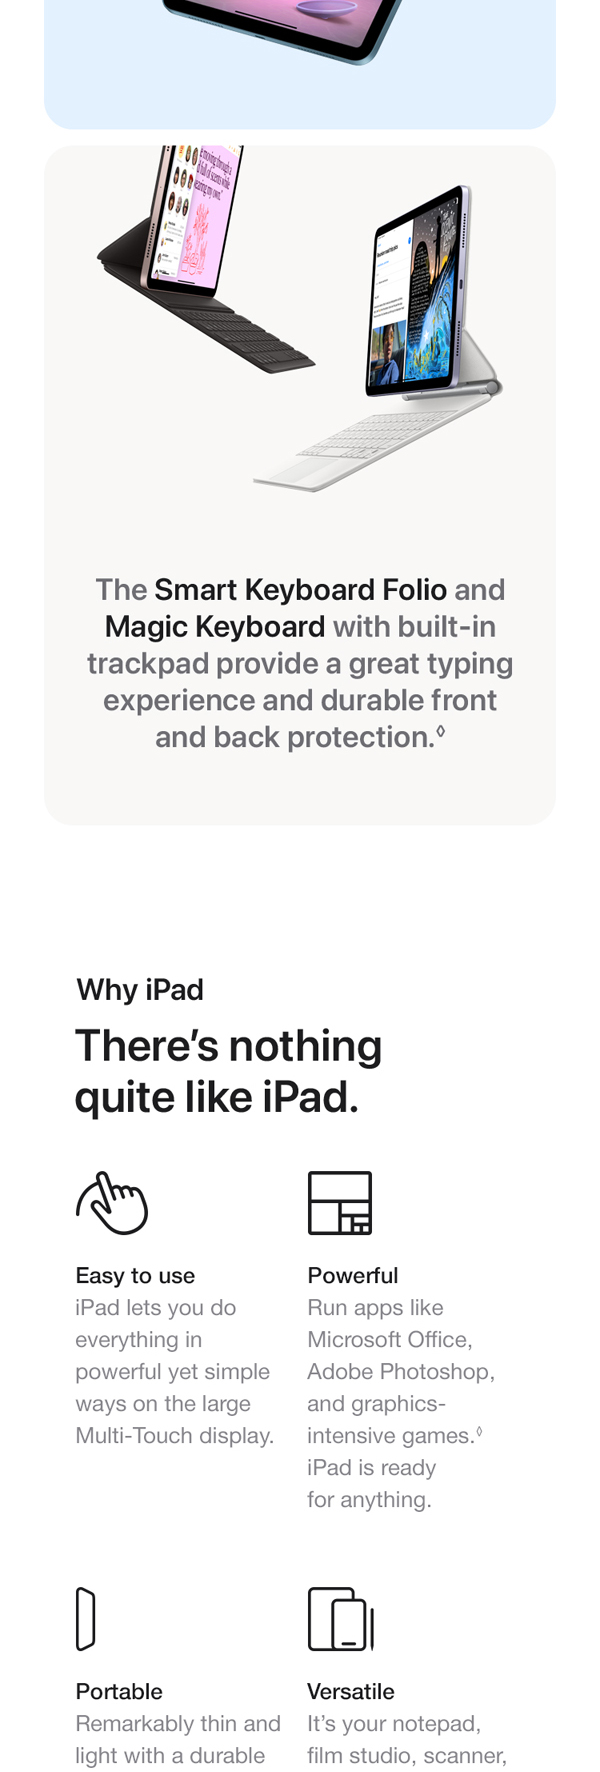 The Smart Keyboard Folio and
Magic Keyboard with built-in
trackpad provide a great typing
experience and durable front
and back protection.◊
Why iPad
There’s nothing
quite like iPad.
Easy to use
iPad lets you do
everything in
powerful yet simple
ways on the large
Multi-Touch display.
Powerful
Run apps like
Microsoft Office,
Adobe Photoshop,
and graphics-
intensive games.◊
iPad is ready
for anything.
Portable
Remarkably thin and
light with a durable
Versatile
It’s your notepad,
film studio, scanner,